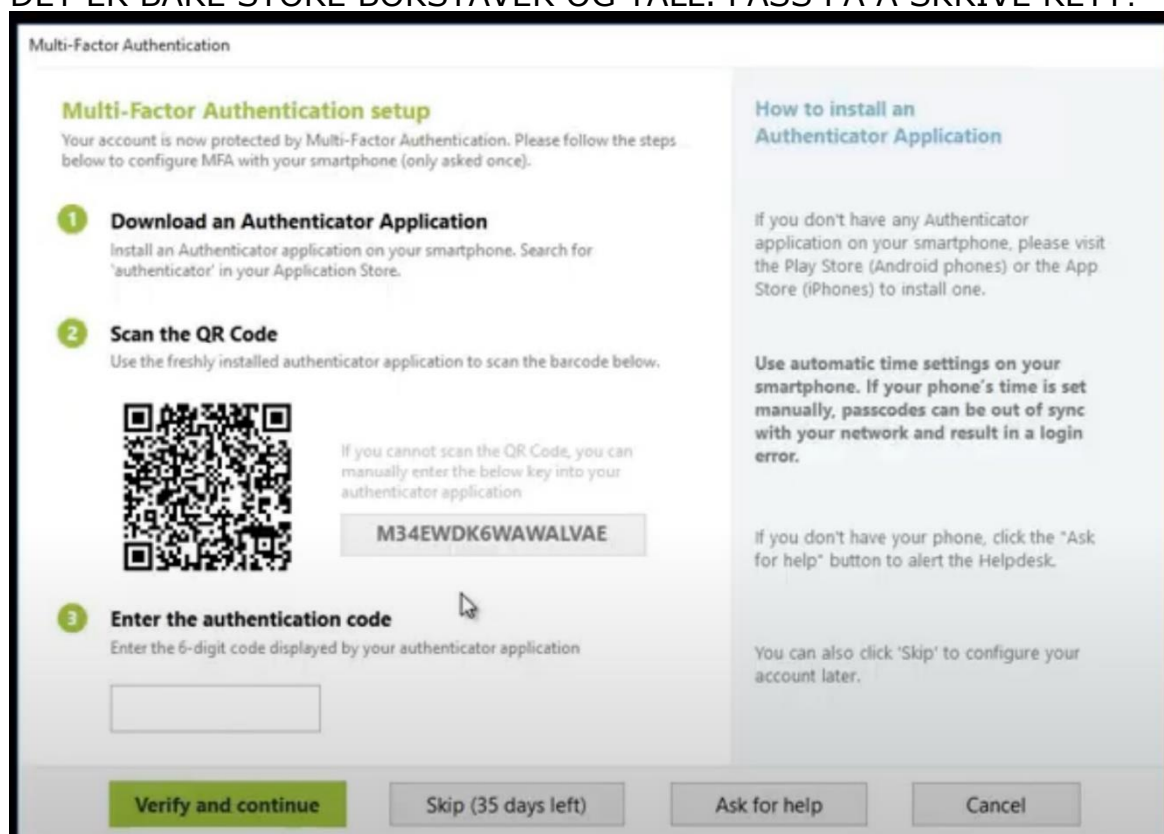 DET ER BARE STORE BOKSTAVER OG TALL. PASS PÅ Å SKRIVE RETT!
Multi-Factor Authentication
Multi-Factor Authentication setup
Your account is now protected by Multi-Factor Authentication. Please follow the steps
below to configure MFA with your smartphone (only asked once).
1 Download an Authenticator Application
Install an Authenticator application on your smartphone. Search for
'authenticator' in your Application Store.
2 Scan the QR Code
Use the freshly installed authenticator application to scan the barcode below.
If you cannot scan the QR Code, you can
manually enter the below key into your
authenticator application
M34EWDK6WAWALVAE
3 Enter the authentication code
Enter the 6-digit code displayed by your authenticator application
How to install an
Authenticator Application
If you don't have any Authenticator
application on your smartphone, please visit
the Play Store (Android phones) or the App
Store (iPhones) to install one.
Use automatic time settings on your
smartphone. If your phone's time is set
manually, passcodes can be out of sync
with your network and result in a login
error.
If you don't have your phone, click the "Ask
for help" button to alert the Helpdesk.
You can also click 'Skip' to configure your
account later.
Verify and continue
Skip (35 days left)
Ask for help
Cancel